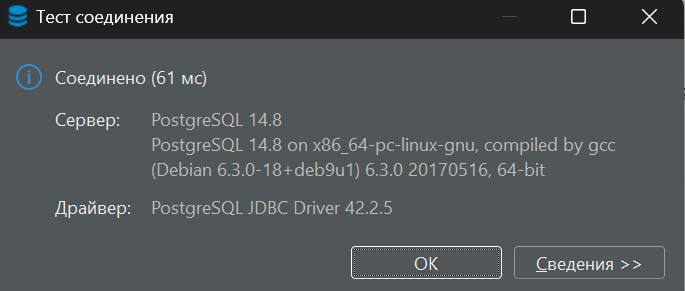 Тест соединения
Соединено (61 мс)
Сервер: PostgreSQL 14.8
PostgreSQL 14.8 on x86_64-pc-linux-gnu, compiled by gcc
(Debian 6.3.0-18+deb9u1) 6.3.0 20170516, 64-bit
Драйвер: PostgreSQL JDBC Driver 42.2.5
OK
Сведения >>